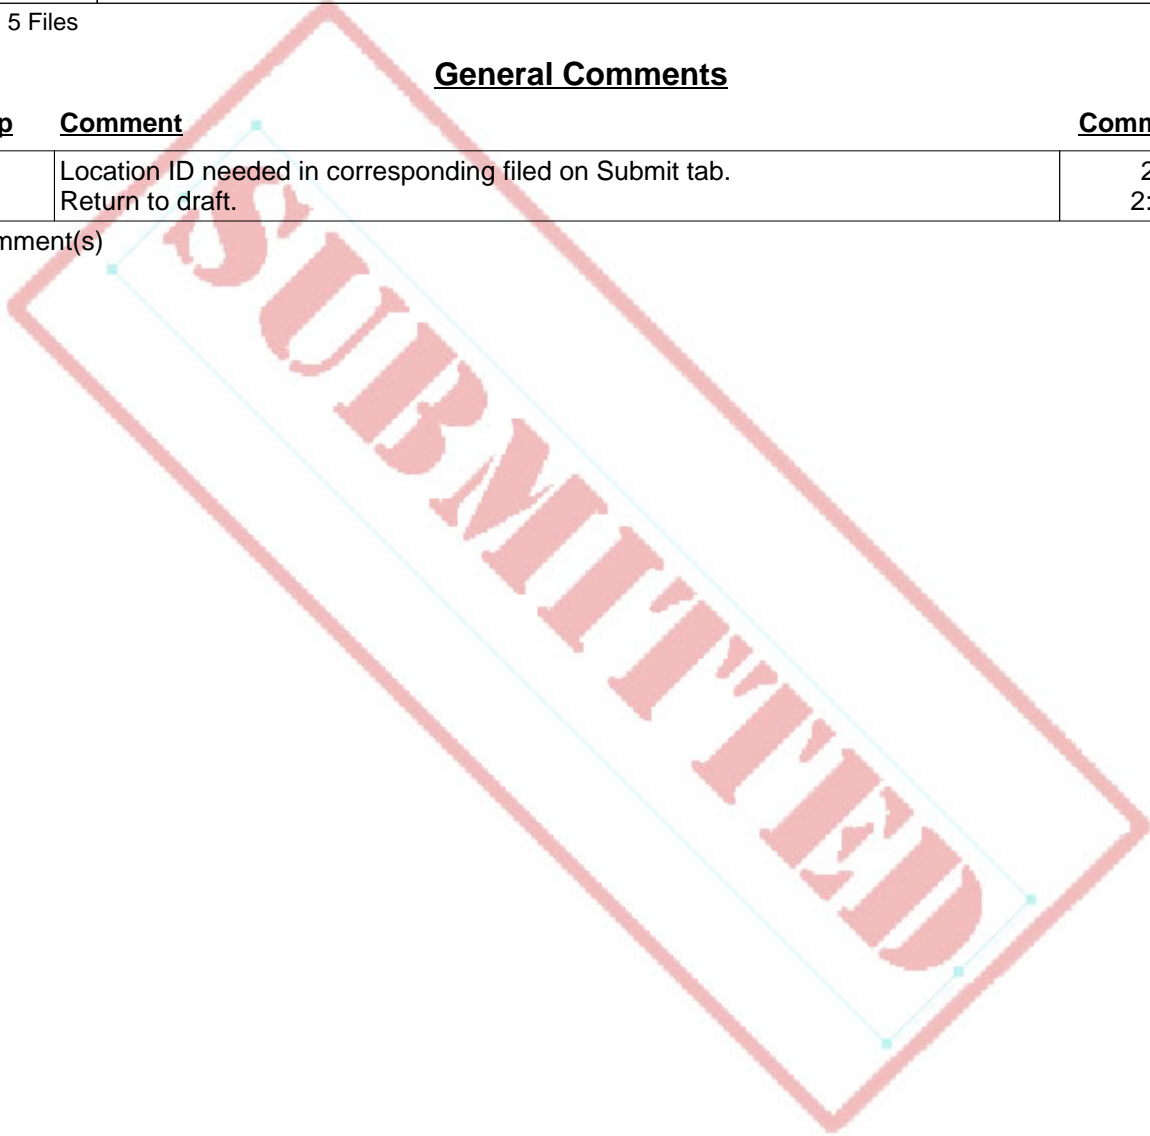 5 Files
General Comments
p Comment Comm
Location ID needed in corresponding filed on Submit tab. 2
Return to draft. 2:
mment(s)
SUBMITTED